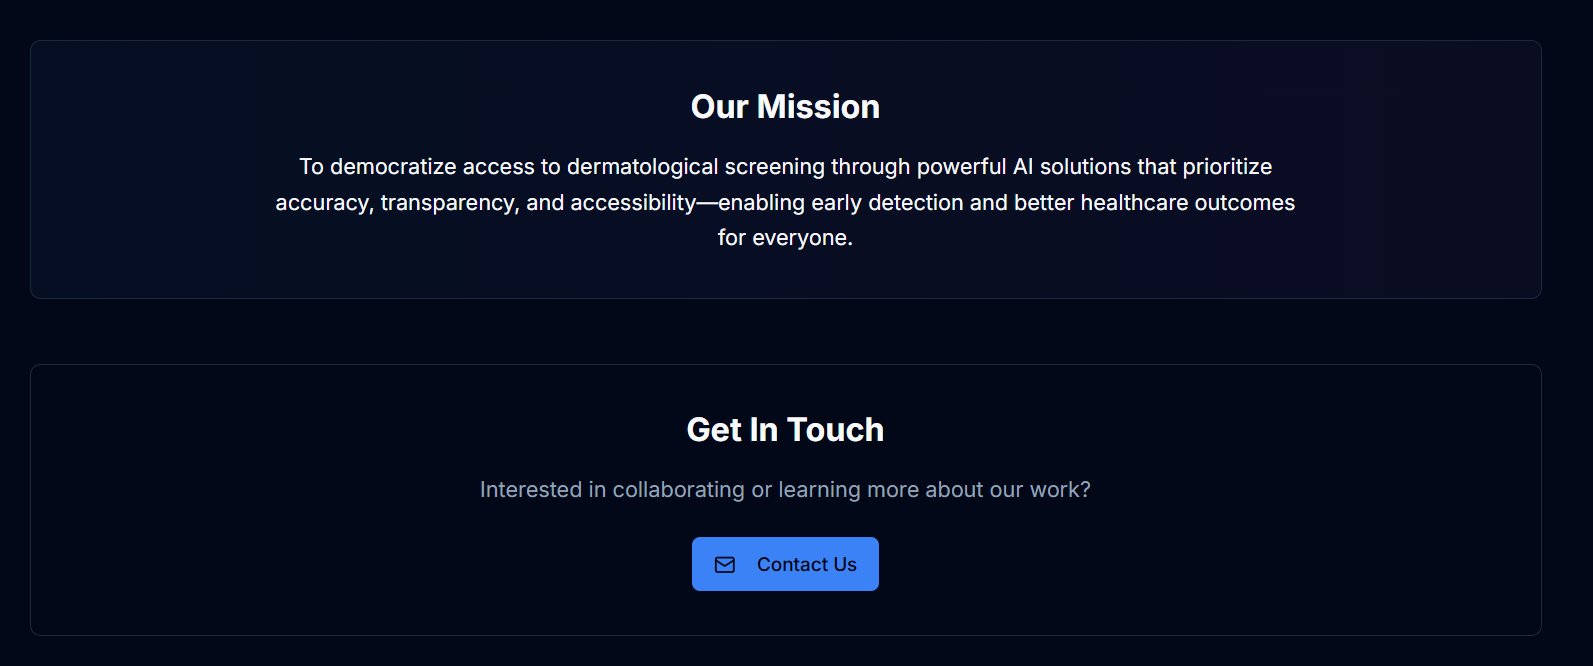 Our Mission
To democratize access to dermatological screening through powerful AI solutions that prioritize
accuracy, transparency, and accessibility—enabling early detection and better healthcare outcomes
for everyone.
Get In Touch
Interested in collaborating or learning more about our work?
Contact Us